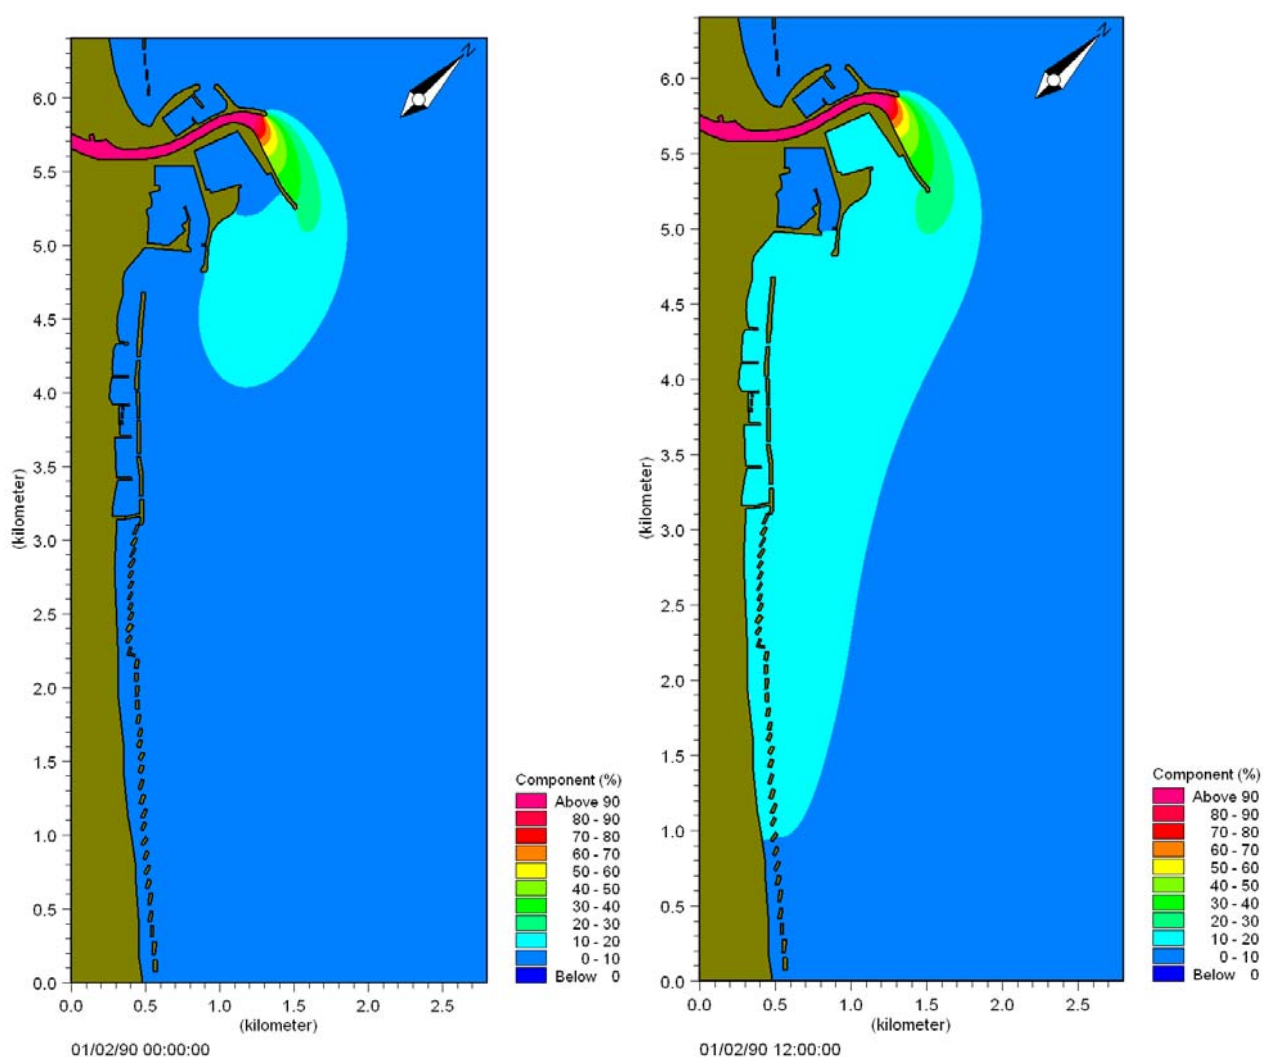 N
6.0
5.5
5.0
4.5
4.0
3.5
3.0
2.5
2.0
1.5
1.0
0.5
0.0
(kilometer)
0.0 0.5 1.0 1.5 2.0 2.5
(kilometer)
01/02/90 00:00:00
Component (%)
Above 90
80 - 90
70 - 80
60 - 70
50 - 60
40 - 50
30 - 40
20 - 30
10 - 20
0 - 10
Below 0
N
6.0
5.5
5.0
4.5
4.0
3.5
3.0
2.5
2.0
1.5
1.0
0.5
0.0
(kilometer)
0.0 0.5 1.0 1.5 2.0 2.5
(kilometer)
01/02/90 12:00:00
Component (%)
Above 90
80 - 90
70 - 80
60 - 70
50 - 60
40 - 50
30 - 40
20 - 30
10 - 20
0 - 10
Below 0